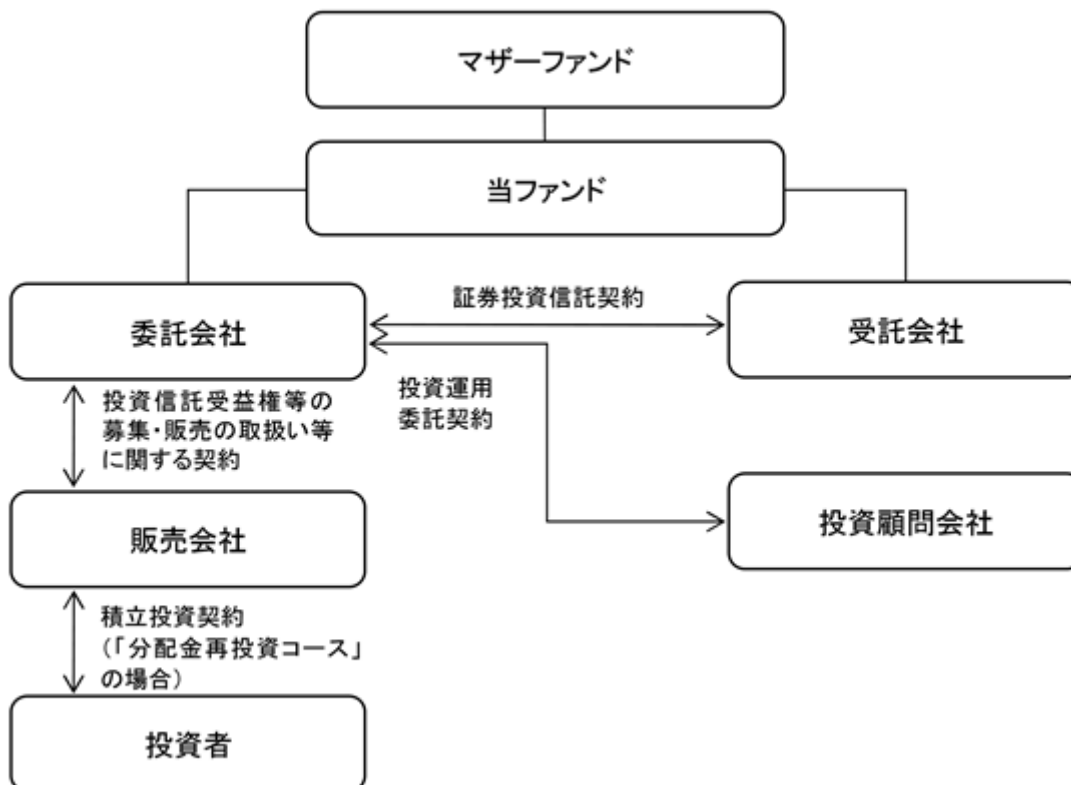 マザーファンド
当ファンド
委託会社
証券投資信託契約
受託会社
投資運用
委託契約
投資信託受益権等の
募集・販売の取扱い等
に関する契約
販売会社
投資顧問会社
積立投資契約
(「分配金再投資コース」
の場合)
投資者